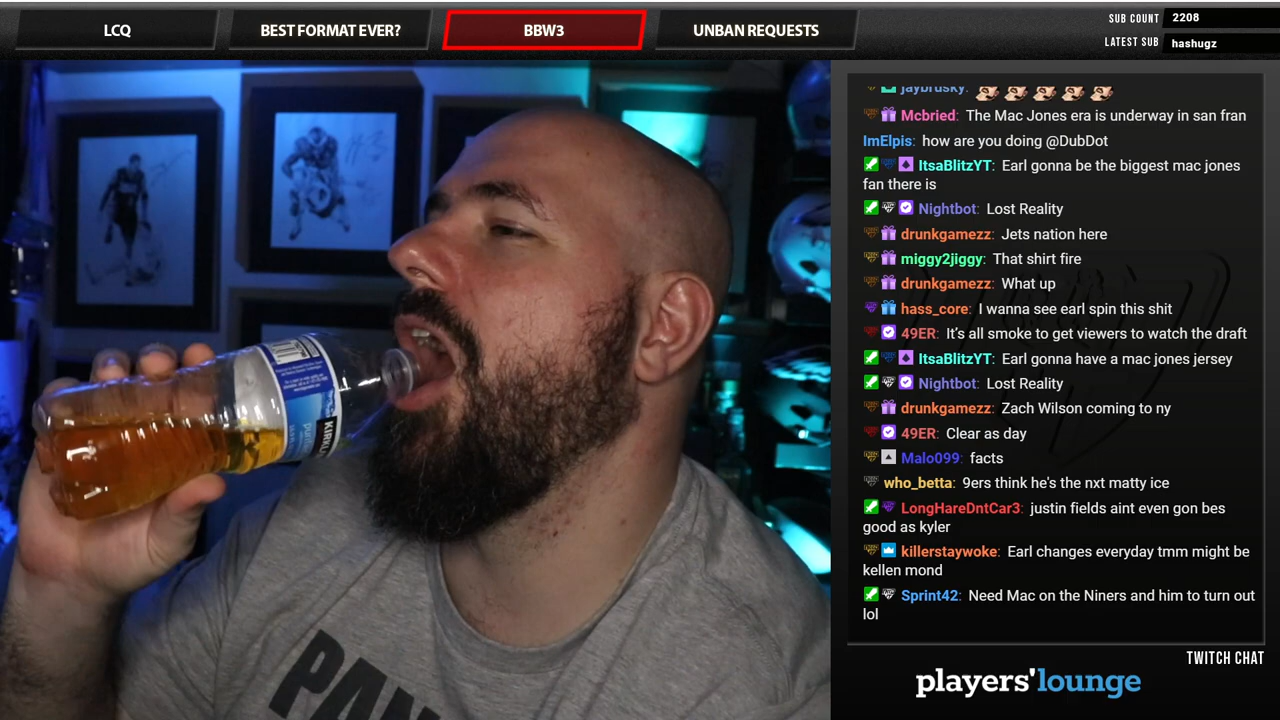 LCQ
BEST FORMAT EVER?
BBW3
UNBAN REQUESTS
SUB COUNT 2208
LATEST SUB hashugz
jaybrusky:
Mcbried: The Mac Jones era is underway in san fran
ImElpis: how are you doing @DubDot
ItsaBlitzYT: Earl gonna be the biggest mac jones
fan there is
Nightbot: Lost Reality
drunkgamezz: Jets nation here
miggy2jiggy: That shirt fire
drunkgamezz: What up
hass_core: I wanna see earl spin this shit
49ER: It's all smoke to get viewers to watch the draft
ItsaBlitzYT: Earl gonna have a mac jones jersey
Nightbot: Lost Reality
drunkgamezz: Zach Wilson coming to ny
49ER: Clear as day
Malo099: facts
who_betta: 9ers think he's the nxt matty ice
LongHareDntCar3: justin fields aint even gon bes
good as kyler
killerstaywoke: Earl changes everyday tmm might be
kellen mond
Sprint42: Need Mac on the Niners and him to turn out
lol
TWITCH CHAT
players'lounge
KIRKL
PAN